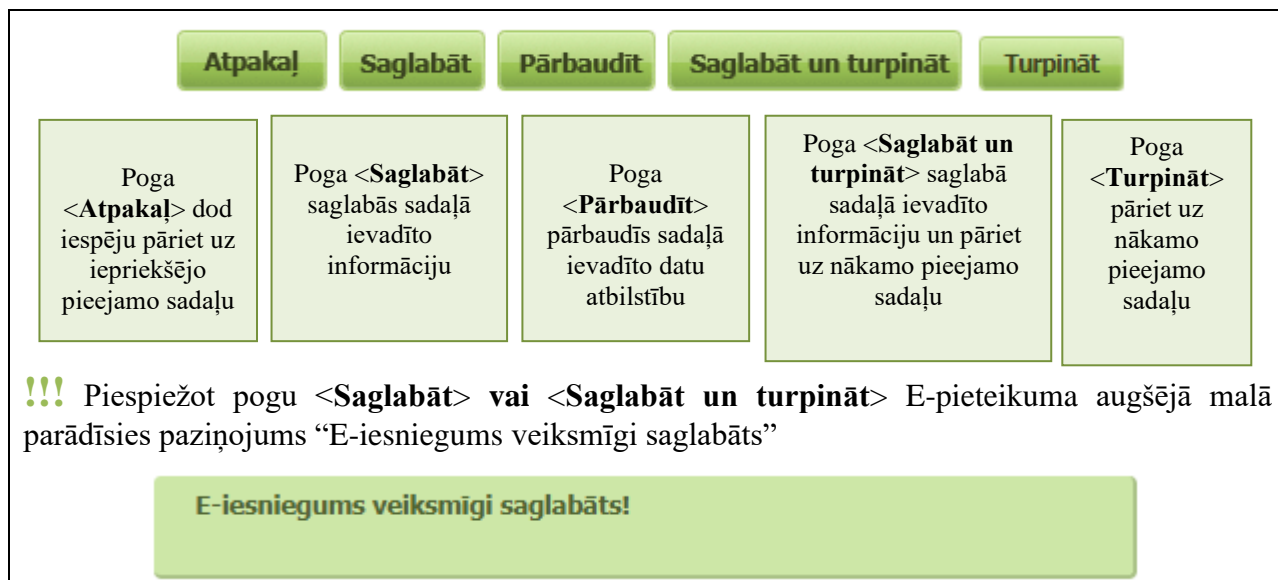 Atpakaļ Saglabāt Pārbaudīt Saglabāt un turpināt Turpināt
Poga
<Atpakaļ> dod
iespēju pāriet uz
iepriekšējo
pieejamo sadaļu
Poga <Saglabāt>
saglabās sadaļā
ievadīto
informāciju
Poga
<Pārbaudīt>
pārbaudīs sadaļā
ievadīto datu
atbilstību
Poga <Saglabāt un
turpināt> saglabā
sadaļā ievadīto
informāciju un pāriet
uz nākamo pieejamo
sadaļu
Poga
<Turpināt>
pāriet uz
nākamo
pieejamo
sadaļu
!!! Piespiežot pogu <Saglabāt> vai <Saglabāt un turpināt> E-pieteikuma augšējā malā
parādīsies paziņojums “E-iesniegums veiksmīgi saglabāts”
E-iesniegums veiksmīgi saglabāts!